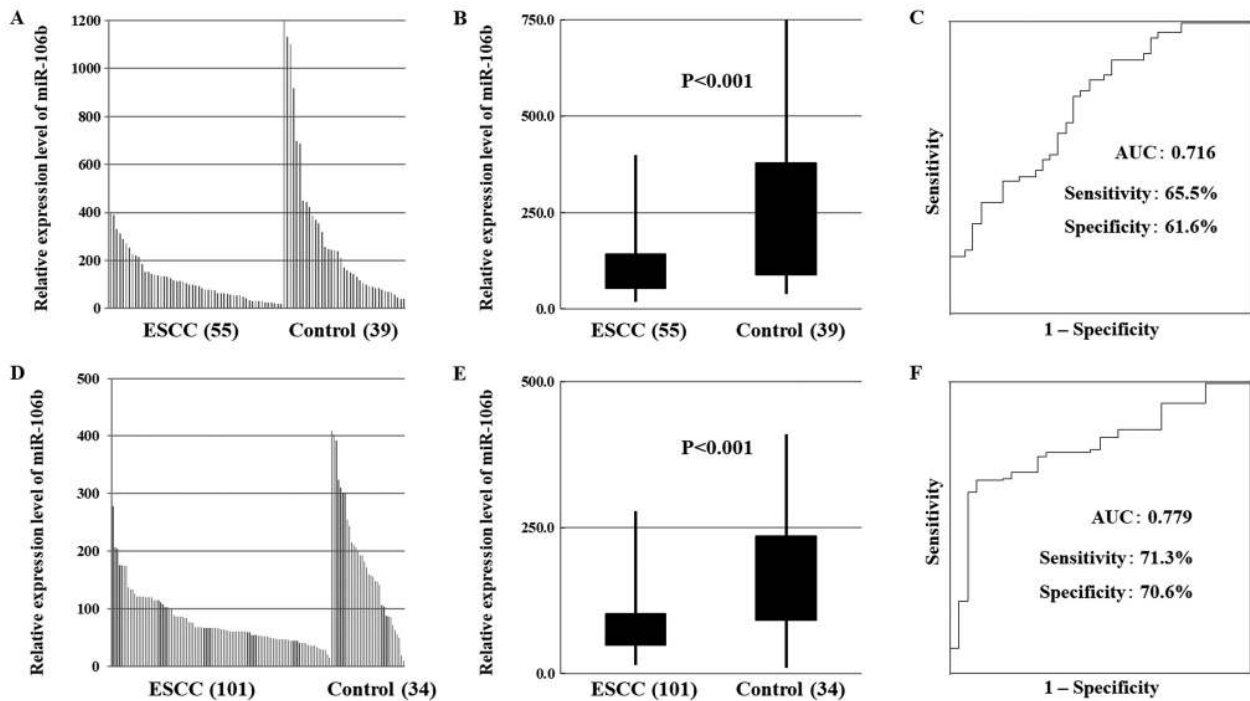 A
Relative expression level of miR-106b
1200
1000
800
600
400
200
0
ESCC (55)
Control (39)
B
Relative expression level of miR-106b
750.0
500.0
250.0
0.0
P<0.001
ESCC (55)
Control (39)
C
Sensitivity
AUC: 0.716
Sensitivity: 65.5%
Specificity: 61.6%
1 – Specificity
D
Relative expression level of miR-106b
500
400
300
200
100
0
ESCC (101)
Control (34)
E
Relative expression level of miR-106b
500.0
250.0
0.0
P<0.001
ESCC (101)
Control (34)
F
Sensitivity
AUC: 0.779
Sensitivity: 71.3%
Specificity: 70.6%
1 – Specificity